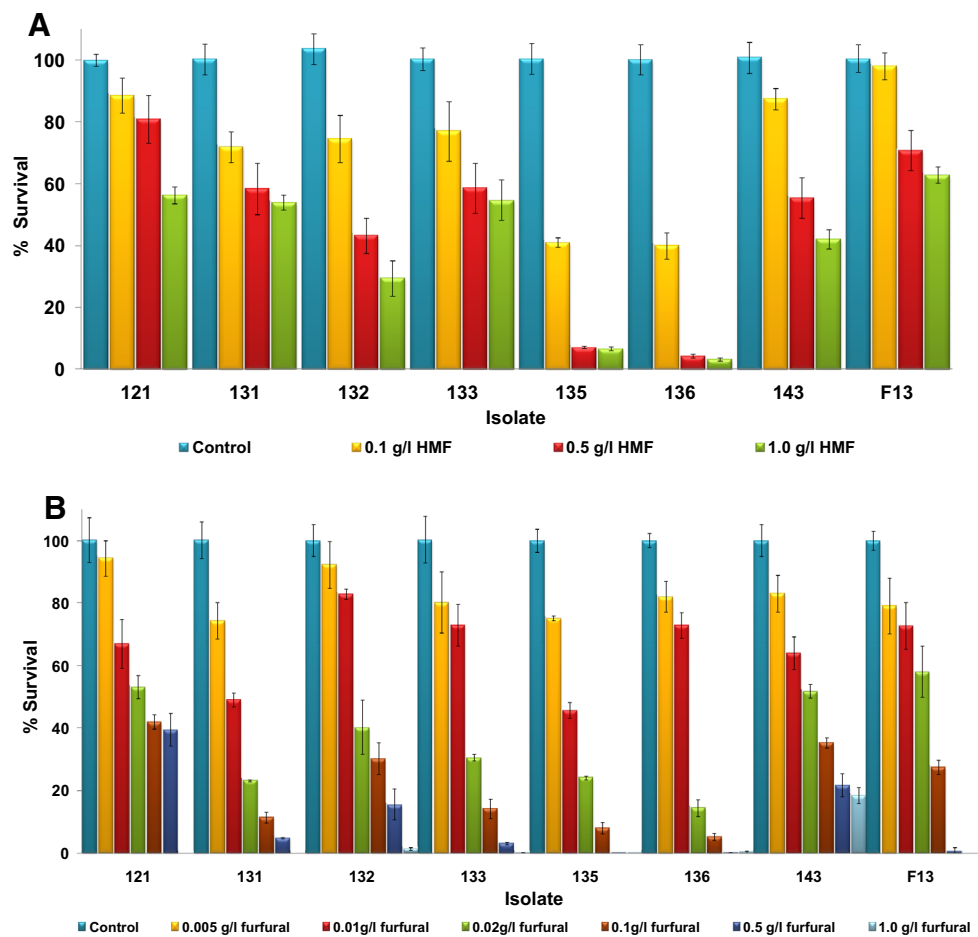 A
% Survival
100
80
60
40
20
0
121 131 132 133 135 136 143 F13
Isolate
Control 0.1 g/l HMF 0.5 g/l HMF 1.0 g/l HMF
B
% Survival
100
80
60
40
20
0
121 131 132 133 135 136 143 F13
Isolate
Control 0.005 g/l furfural 0.01g/l furfural 0.02g/l furfural 0.1g/l furfural 0.5 g/l furfural 1.0 g/l furfural